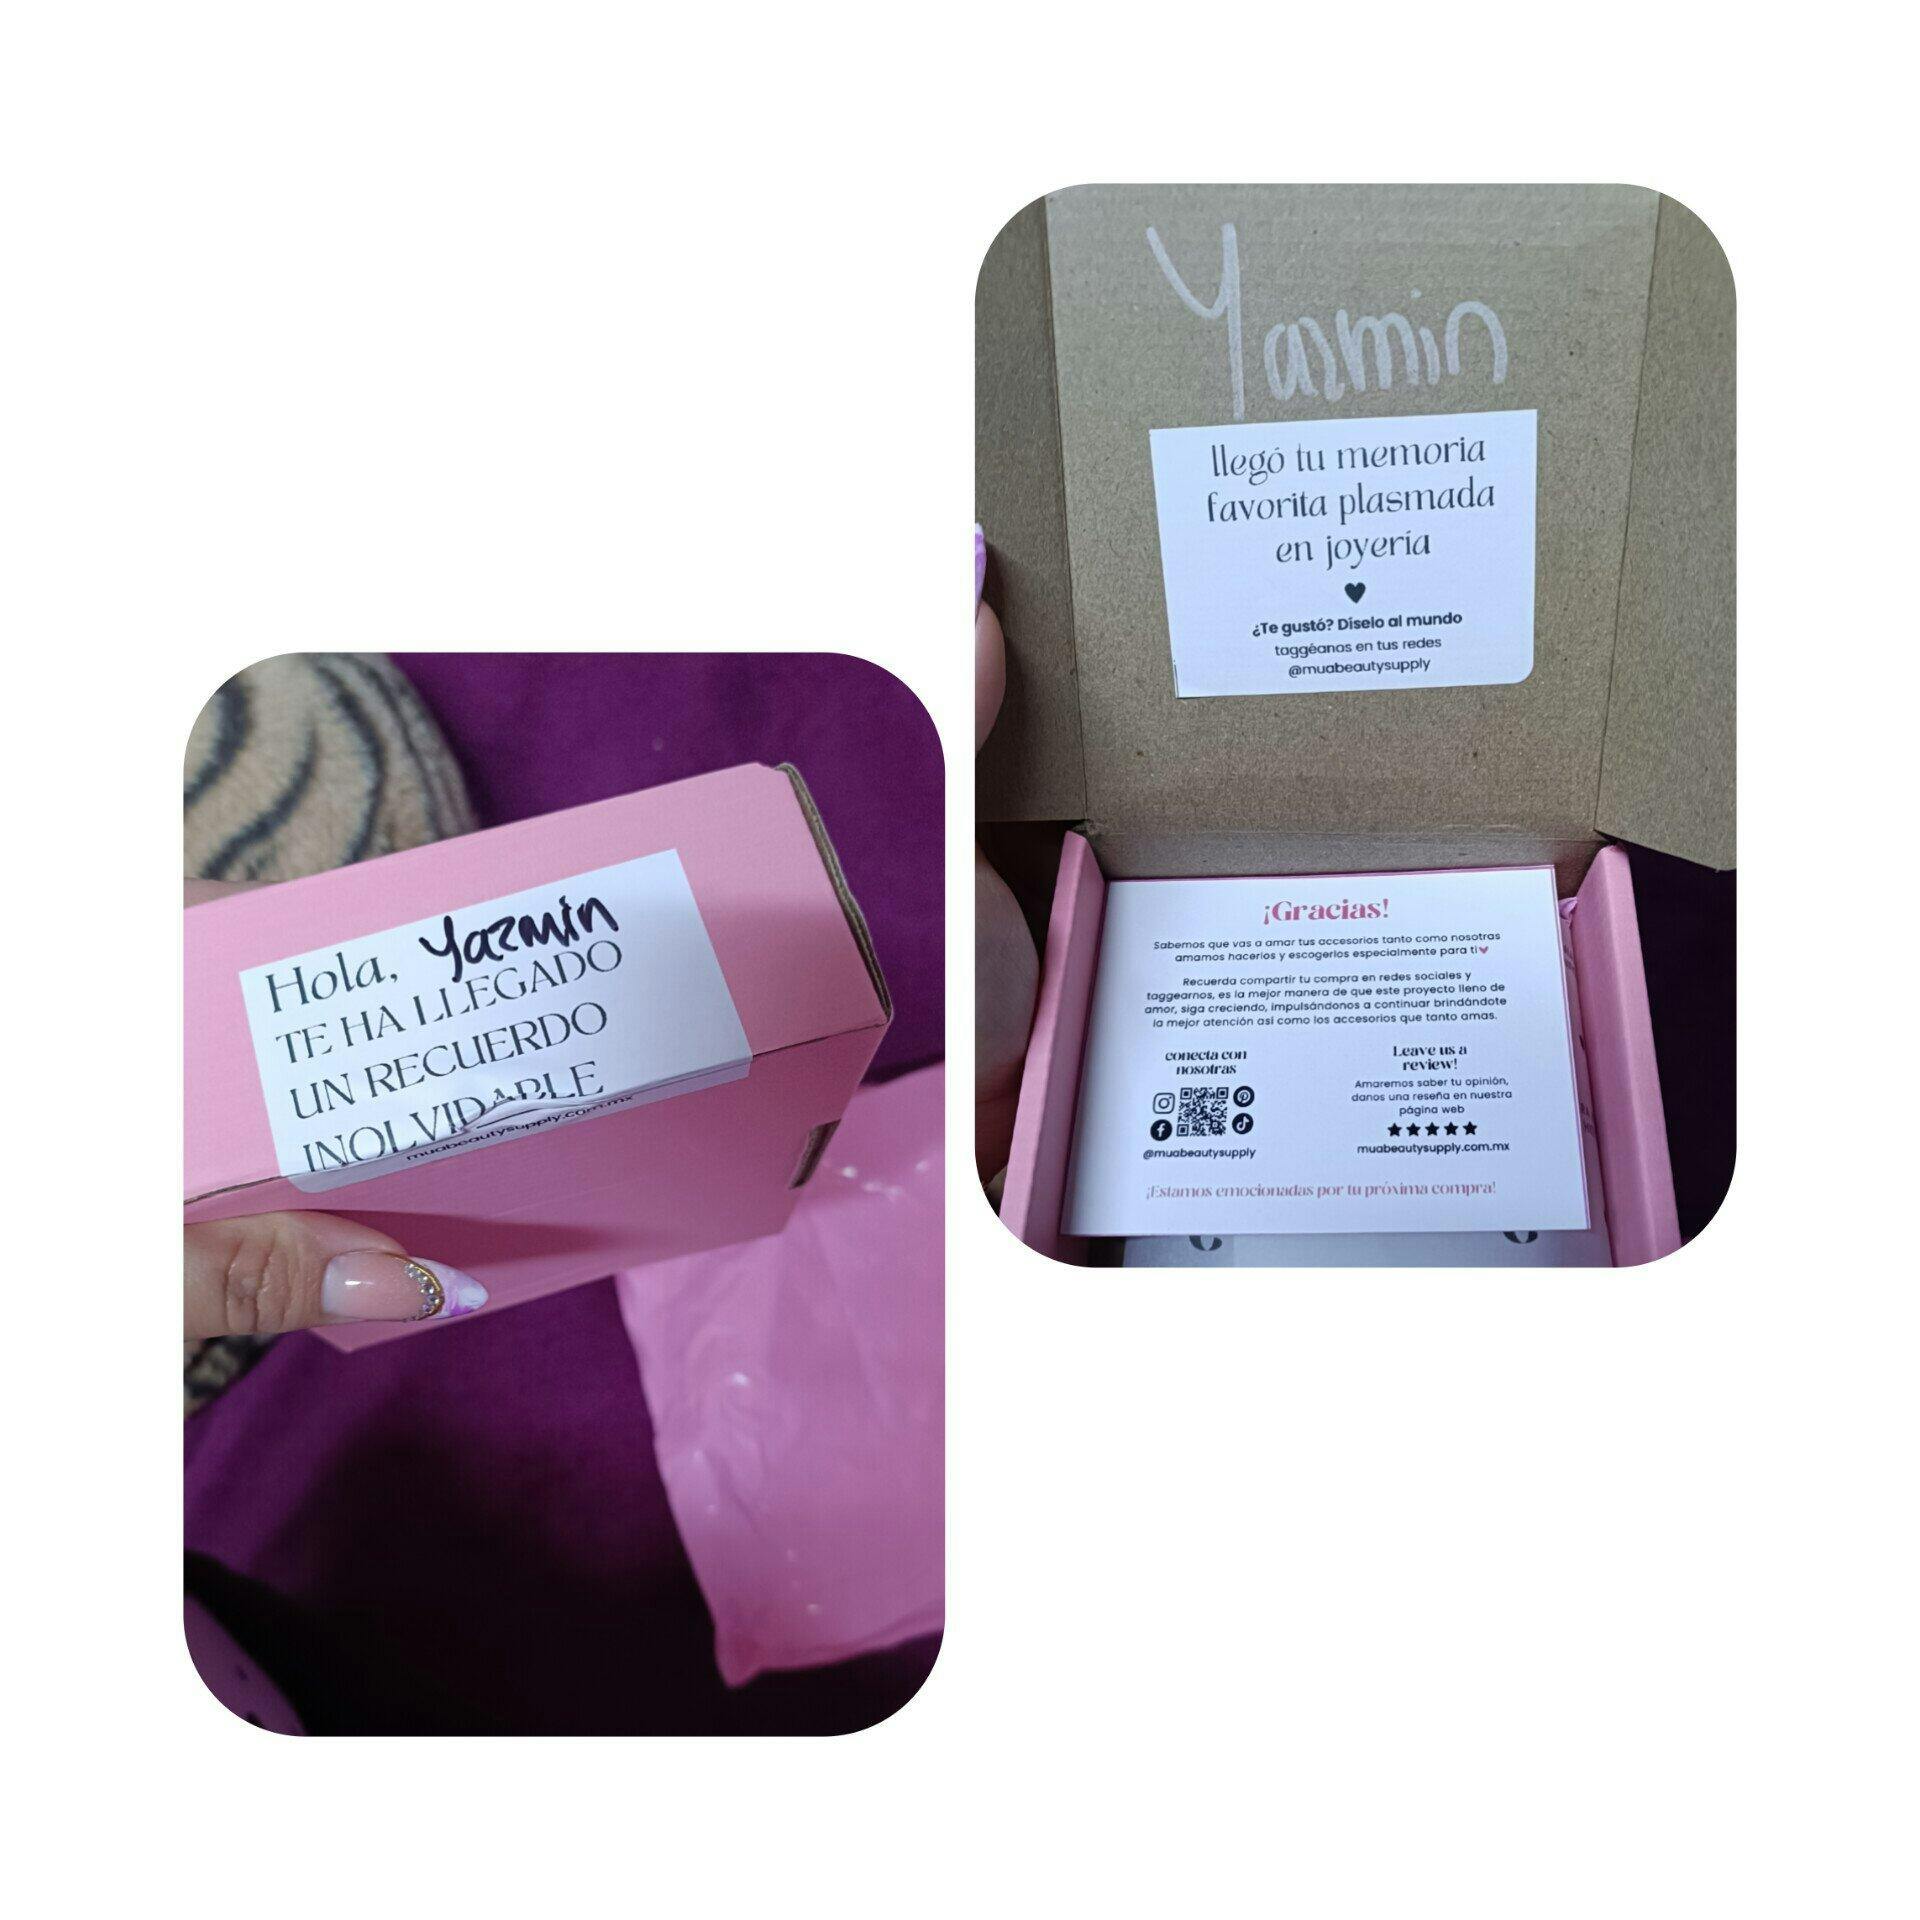 Hola, Yazmin
TE HA LLEGADO
UN RECUERDO
INOLVIDABLE
muabeautysupply.com.mx
Yazmin
llegó tu memoria
favorita plasmada
en joyería
¿Te gustó? Díselo al mundo
taggéanos en tus redes
@muabeautysupply
¡Gracias!
Sabemos que vas a amar tus accesorios tanto como nosotras
amamos hacerlos y escogerlos especialmente para ti
Recuerda compartir tu compra en redes sociales y
taggearnos, es la mejor manera de que este proyecto lleno de
amor, siga creciendo, impulsándonos a continuar brindándote
la mejor atención así como los accesorios que tanto amas.
conecta con
nosotras
@muabeautysupply
Leave us a
review!
Amaremos saber tu opinión,
danos una reseña en nuestra
página web
muabeautysupply.com.mx
¡Estamos emocionadas por tu próxima compra!